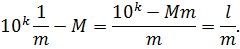 10^k 1/m − M = (10^k − Mm)/m = l/m.